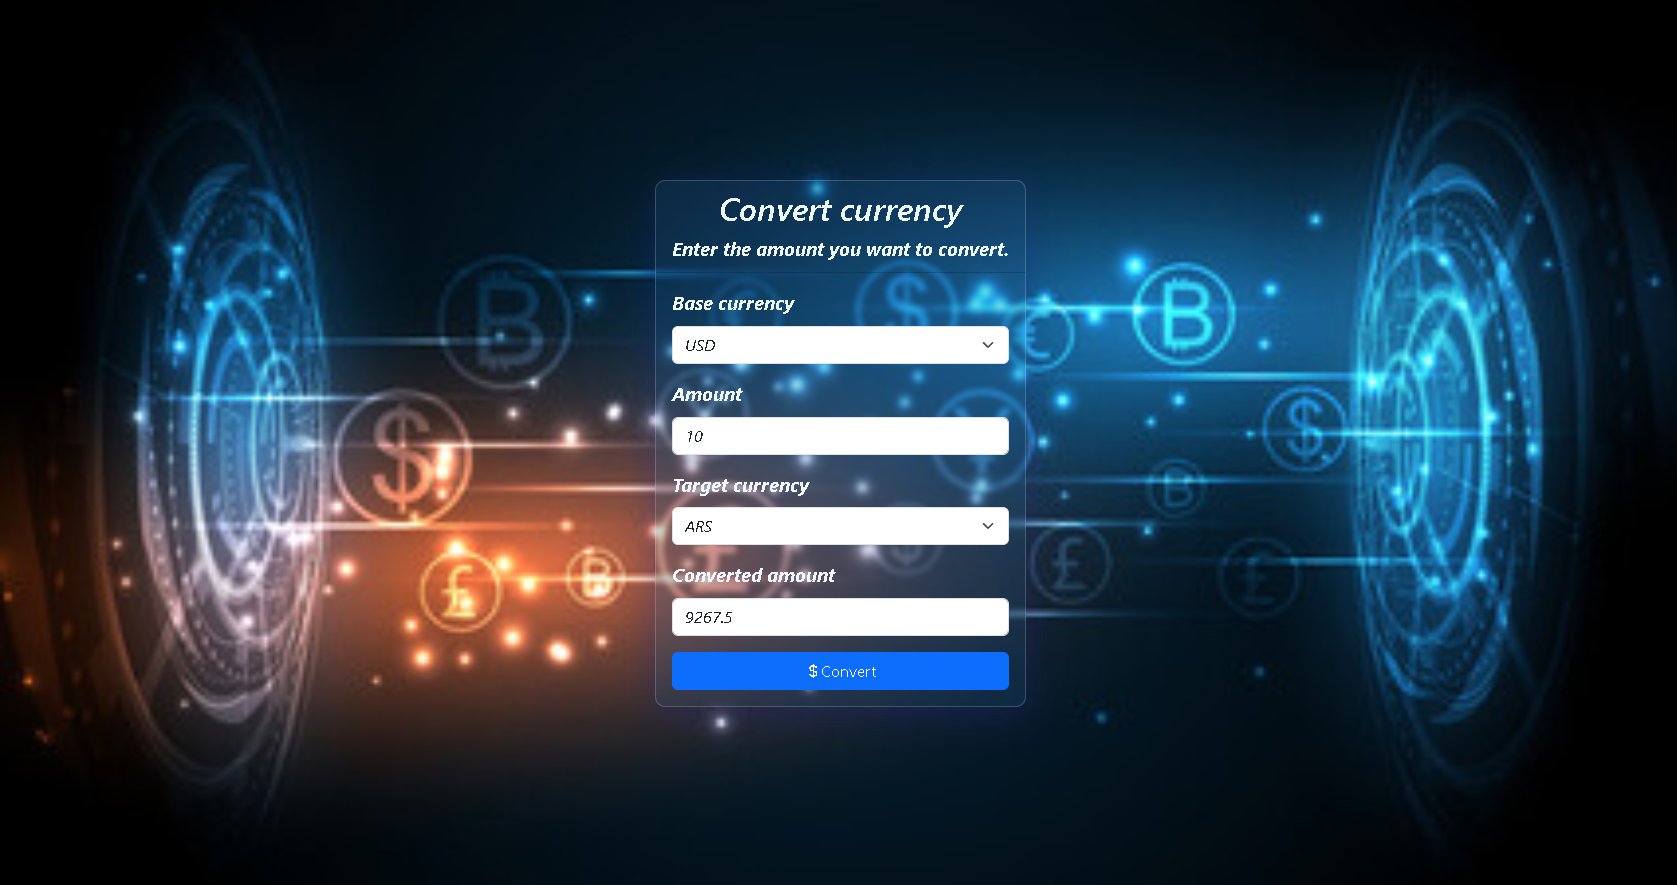 Convert currency
Enter the amount you want to convert.
Base currency
USD
Amount
10
Target currency
ARS
Converted amount
9267.5
$ Convert